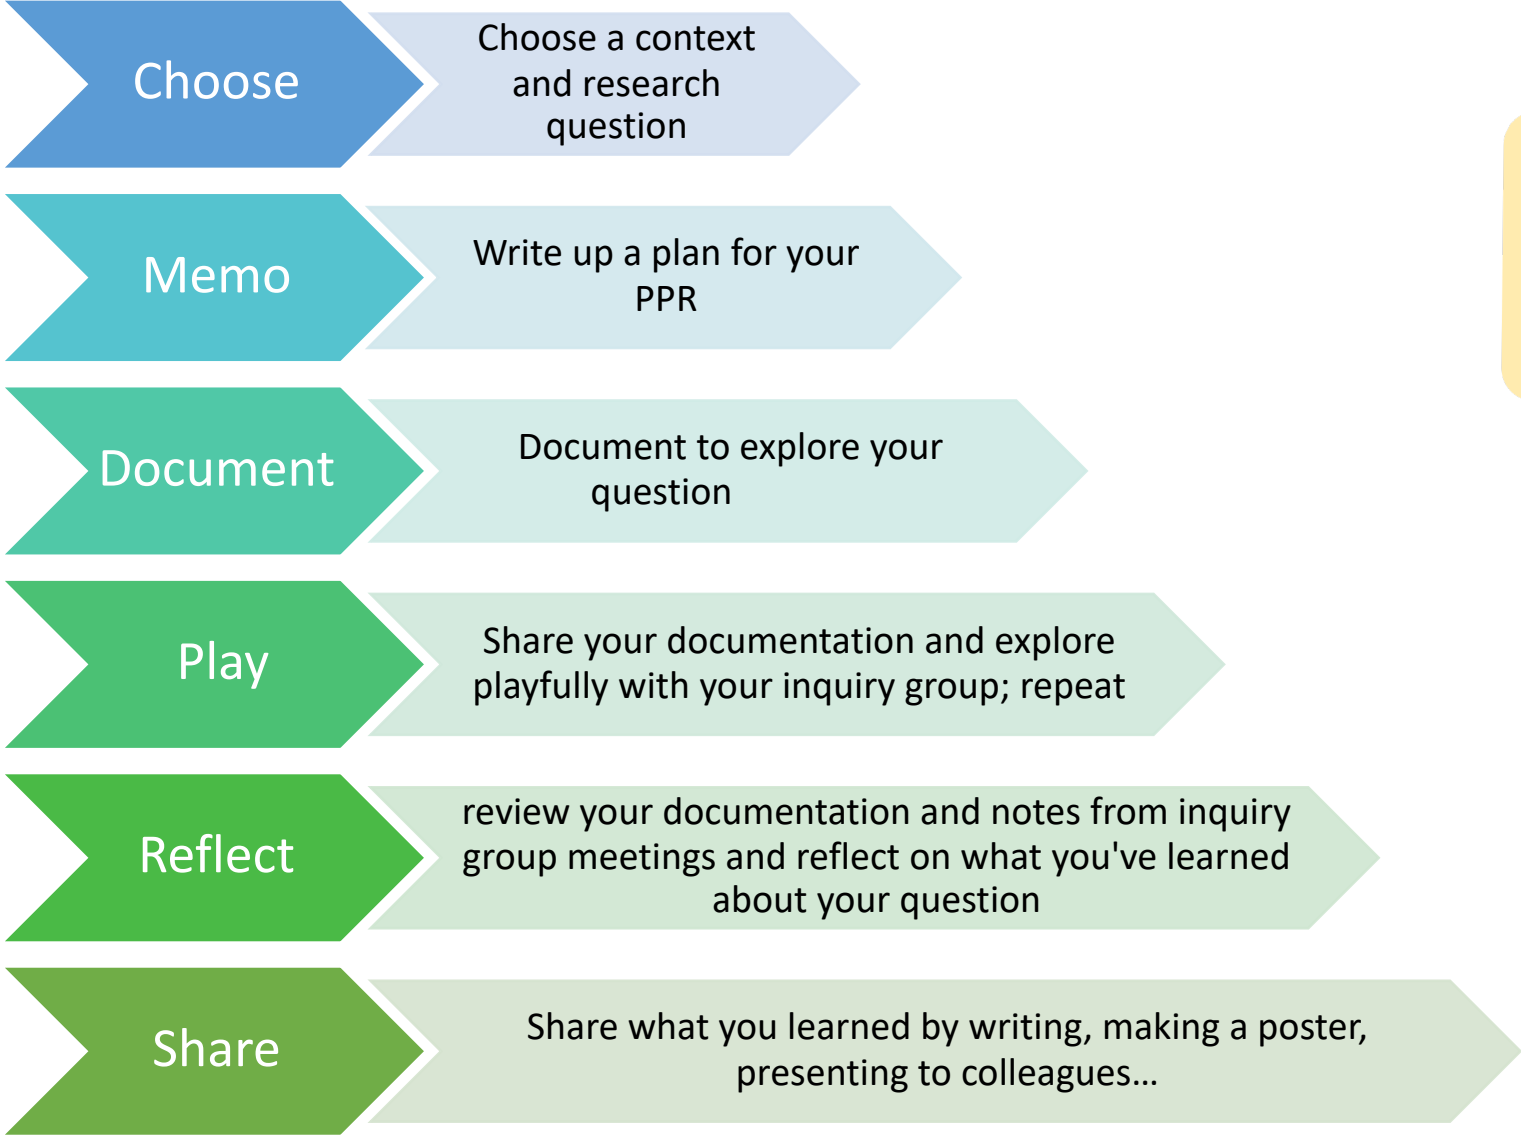 Choose
Choose a context
and research
question
Memo
Write up a plan for your
PPR
Document
Document to explore your
question
Play
Share your documentation and explore
playfully with your inquiry group; repeat
Reflect
review your documentation and notes from inquiry
group meetings and reflect on what you've learned
about your question
Share
Share what you learned by writing, making a poster,
presenting to colleagues…